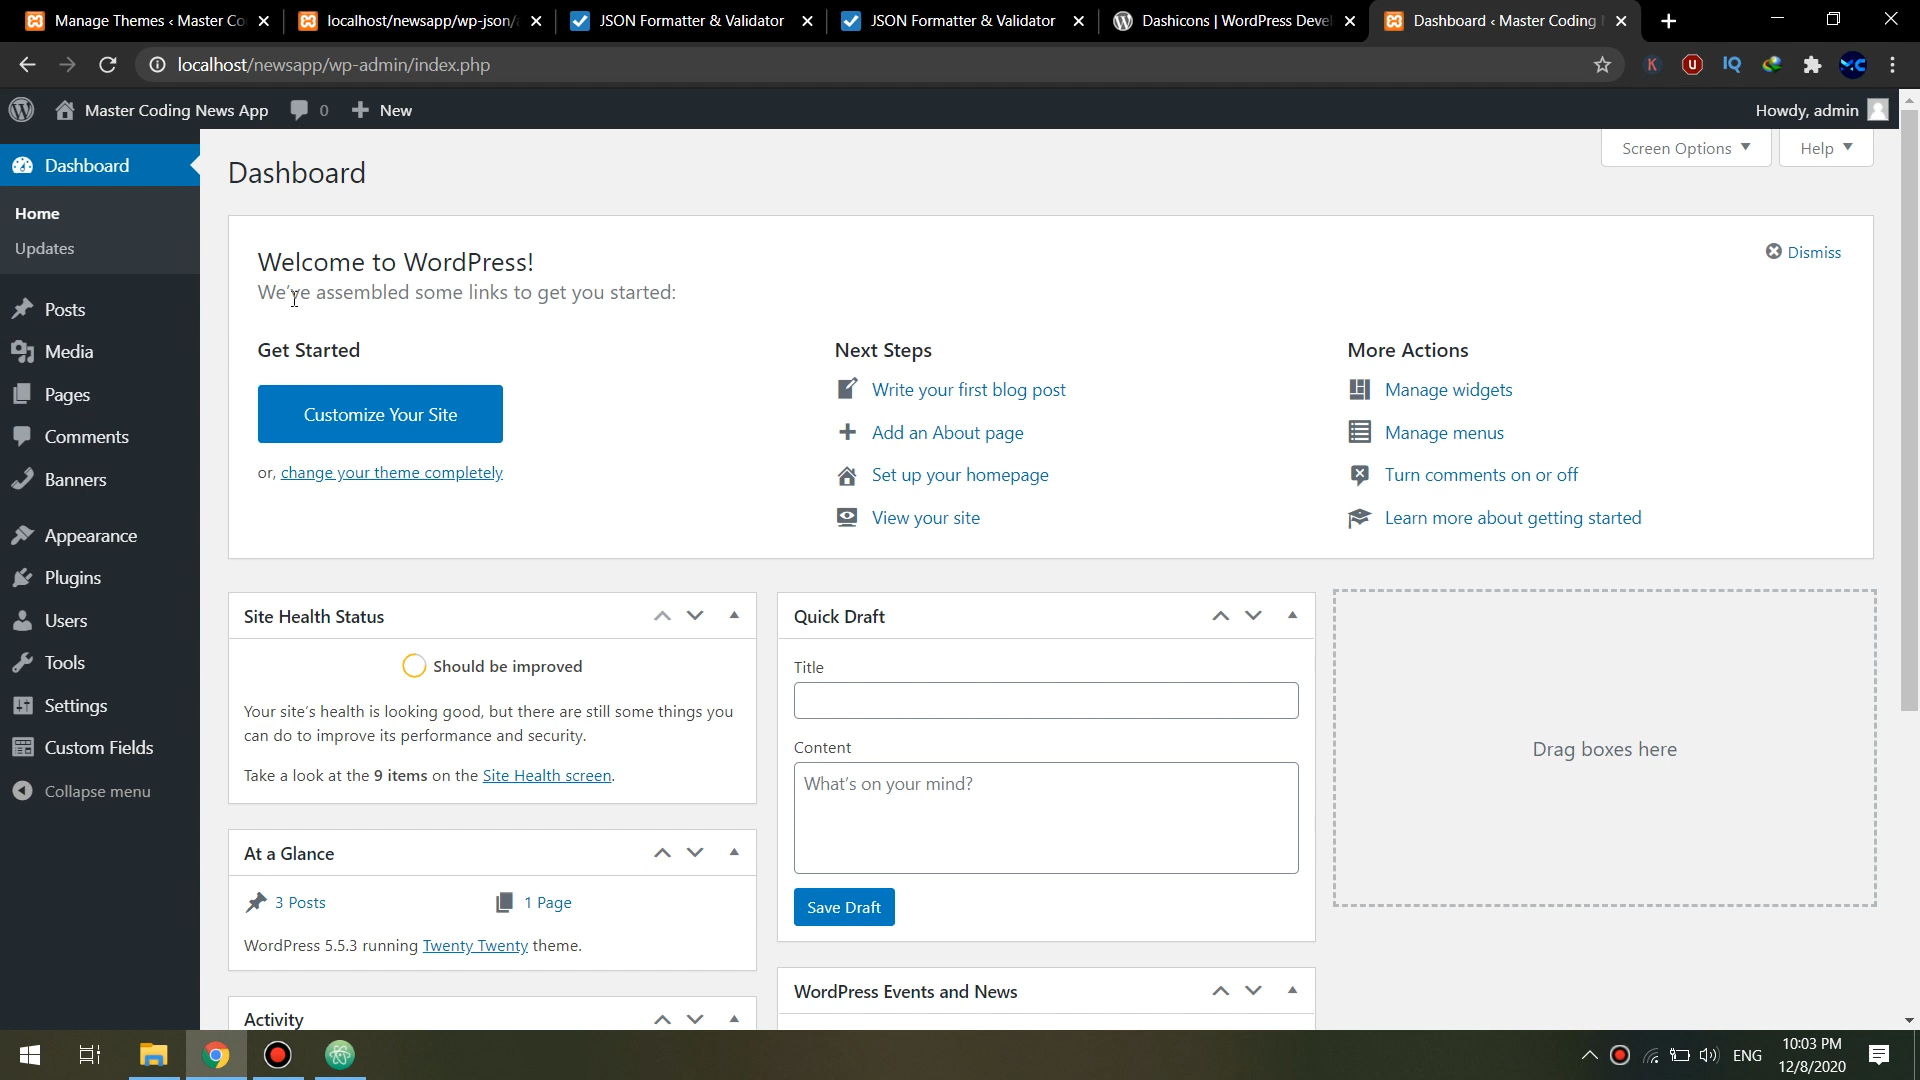 Manage Themes ‹ Master Co
localhost/newsapp/wp-json/
JSON Formatter & Validator
JSON Formatter & Validator
Dashicons | WordPress Deve
Dashboard ‹ Master Coding
localhost/newsapp/wp-admin/index.php
K
U
IQ
Master Coding News App
0
New
Howdy, admin
Dashboard
Home
Updates
Posts
Media
Pages
Comments
Banners
Appearance
Plugins
Users
Tools
Settings
Custom Fields
Collapse menu
Screen Options
Help
Dashboard
Welcome to WordPress!
We've assembled some links to get you started:
Dismiss
Get Started
Customize Your Site
or, change your theme completely
Next Steps
Write your first blog post
Add an About page
Set up your homepage
View your site
More Actions
Manage widgets
Manage menus
Turn comments on or off
Learn more about getting started
Site Health Status
Should be improved
Your site's health is looking good, but there are still some things you
can do to improve its performance and security.
Take a look at the 9 items on the Site Health screen.
At a Glance
3 Posts
1 Page
WordPress 5.5.3 running Twenty Twenty theme.
Activity
Quick Draft
Title
Content
What's on your mind?
Save Draft
WordPress Events and News
Drag boxes here
ENG
10:03 PM
12/8/2020